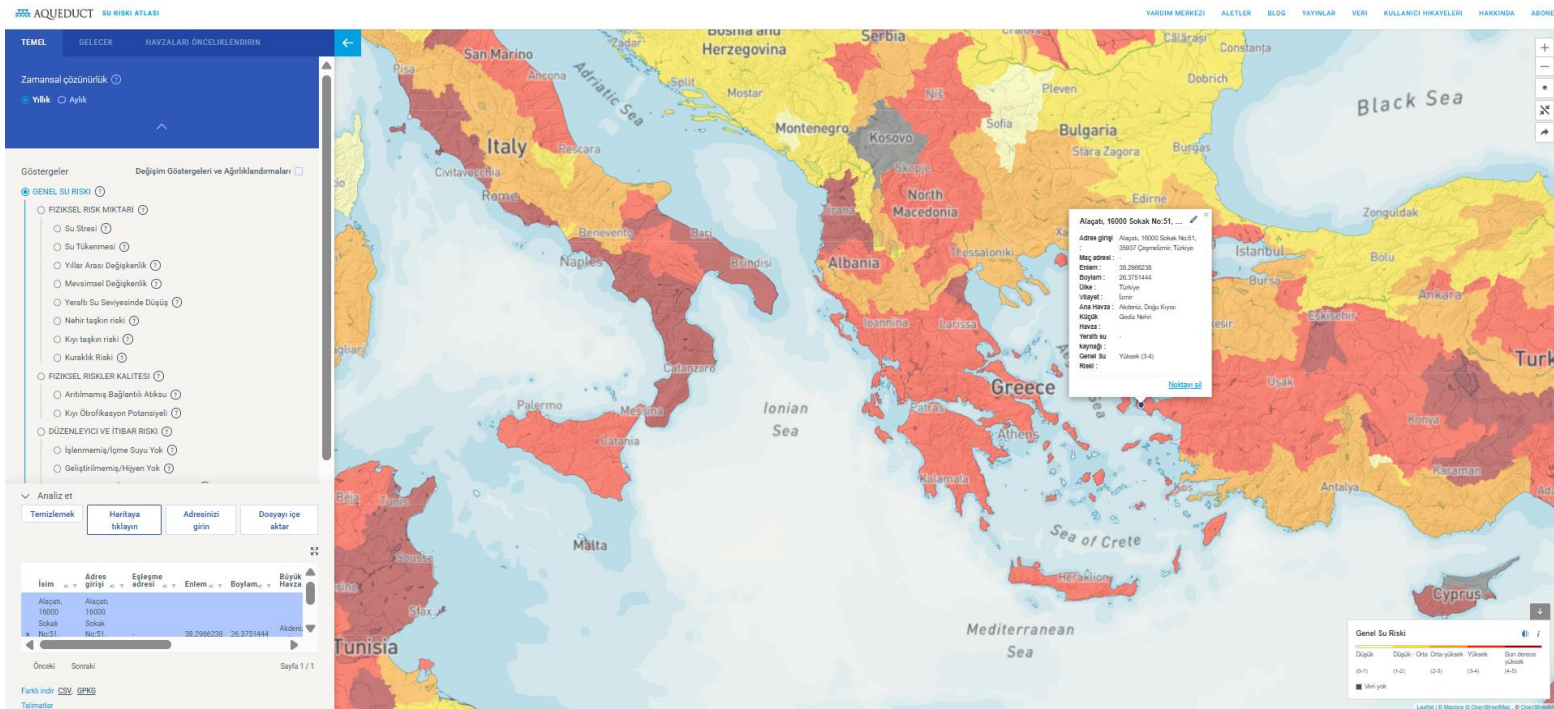 AQUEDUCT SU RISKI ATLASI
YARDIM MERKEZI ALETLER BLOG YAYINLAR VERI KULLANICI HIKAYELERI HAKKINDA ABONE
TEMEL GELECEK HAVZALARI ÖNCELIKLENDIRIN
Zamansal çözünürlük
Yıllık Aylık
Göstergeler Değişim Göstergeleri ve Ağırlıklandırmaları
GENEL SU RISKI
FIZIKSEL RISK MIKTARI
Su Stresi
Su Tükenmesi
Yıllar Arası Değişkenlik
Mevsimsel Değişkenlik
Yeraltı Su Seviyesinde Düşüş
Nehir taşkın riski
Kıyı taşkın riski
Kuraklık Riski
FIZIKSEL RISKLER KALITESI
Arıtılmamış Bağlantılı Atıksu
Kıyı Ötrofikasyon Potansiyeli
DÜZENLEYICI VE İTIBAR RISKI
İşlenmemiş/İçme Suyu Yok
Geliştirilmemiş/Hijyen Yok
Analiz et
Temizlemek
Haritaya tıklayın
Adresinizi girin
Dosyayı içe aktar
İsim
Adres girişi
Eşleşme adresi
Enlem
Boylam
Büyük Havza
Alaçatı, 16000 Sokak No:51,
Alaçatı, 16000 Sokak No:51,
-
38.2966238 26.3751444
Akdeni
Önceki Sonraki Sayfa 1 / 1
Farklı indir CSV, GPKG
Talimatlar
Bosnia and Herzegovina
Serbia
Zadar
Călărași
Constanța
San Marino
Pisa
Ancona
Adriatic Sea
Split
Mostar
Niš
Pleven
Dobrich
Black Sea
Montenegro
Kosovo
Sofia
Bulgaria
Stara Zagora
Burgas
Italy
Pescara
Civitavecchia
Rome
Skopje
North Macedonia
Edirne
Zonguldak
Tirana
Benevento
Bari
Naples
Brindisi
Albania
Thessaloniki
Istanbul
Bolu
Bursa
Ankara
Eskisehir
Ioannina
Larissa
Catanzaro
Greece
Uşak
Turk
Palermo
Messina
Ionian Sea
Patras
Catania
Athens
Konya
Kalamata
Karaman
Kos
Antalya
Beja
Tunis
Malta
Sousse
Sea of Crete
Heraklion
Sfax
Cyprus
Tunisia
Mediterranean Sea
Alaçatı, 16000 Sokak No:51, ...
Adres girişi : Alaçatı, 16000 Sokak No:51,
35937 Çeşme/İzmir, Türkiye
Maç adresi : -
Enlem : 38.2966238
Boylam : 26.3751444
Ülke : Türkiye
Vilayet : İzmir
Ana Havza : Akdeniz, Doğu Kıyısı
Küçük Havza : Gediz Nehri
Yeraltı su kaynağı : -
Genel Su Riski : Yüksek (3-4)
Noktayı sil
Genel Su Riski
Düşük Düşük - Orta Orta-yüksek Yüksek Son derece yüksek
(0-1) (1-2) (2-3) (3-4) (4-5)
Veri yok
Leaflet | © Mapbox © OpenStreetMap